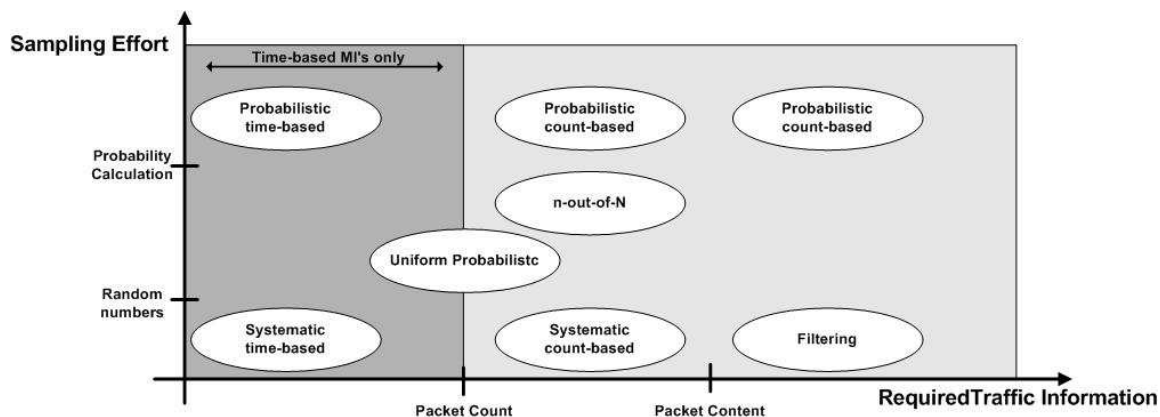 Sampling Effort
Time-based MI's only
Probabilistic
time-based
Probabilistic
count-based
Probabilistic
count-based
Probability
Calculation
n-out-of-N
Uniform Probabilistc
Random
numbers
Systematic
time-based
Systematic
count-based
Filtering
RequiredTraffic Information
Packet Count
Packet Content